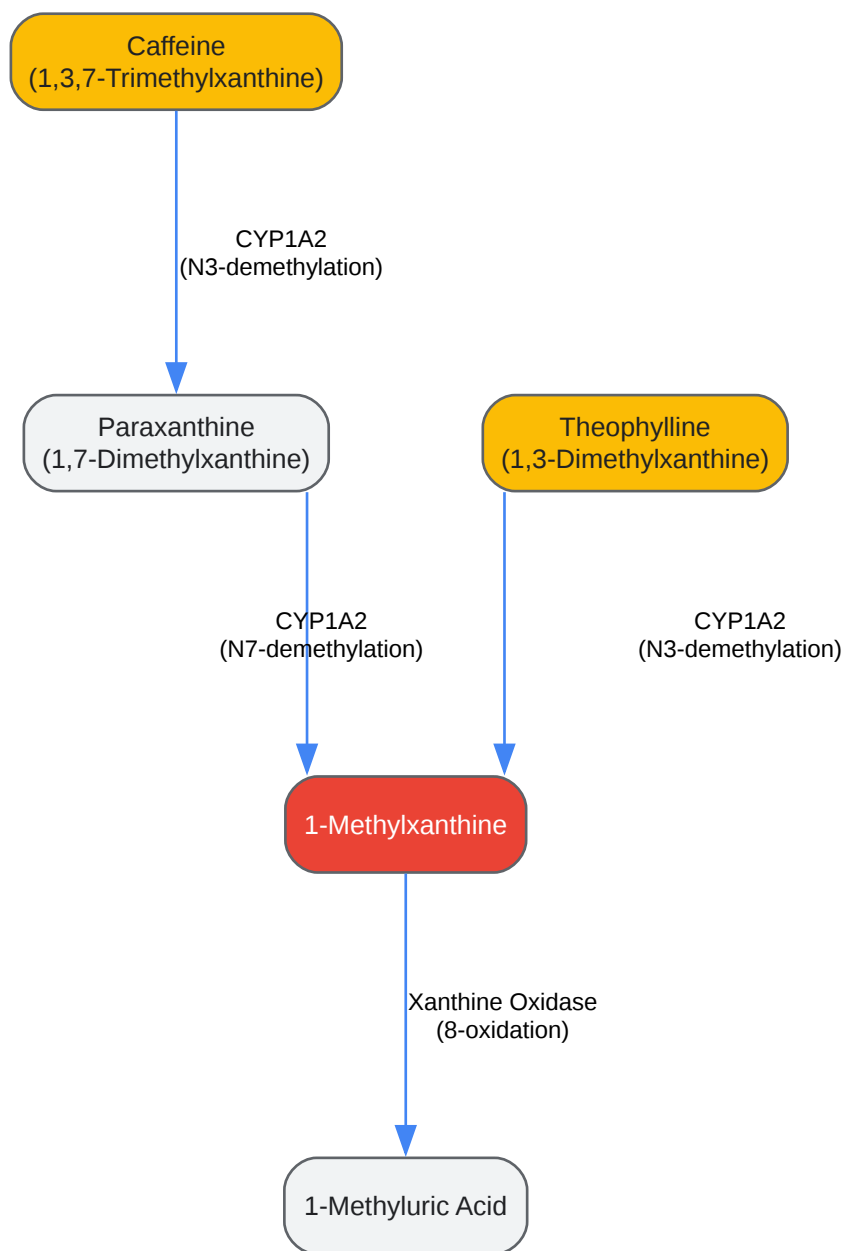 Caffeine
(1,3,7-Trimethylxanthine)
CYP1A2
(N3-demethylation)
Paraxanthine
(1,7-Dimethylxanthine)
Theophylline
(1,3-Dimethylxanthine)
CYP1A2
(N7-demethylation)
CYP1A2
(N3-demethylation)
1-Methylxanthine
Xanthine Oxidase
(8-oxidation)
1-Methyluric Acid